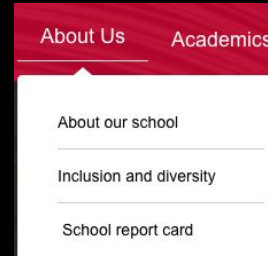 About Us
Academics
About our school
Inclusion and diversity
School report card